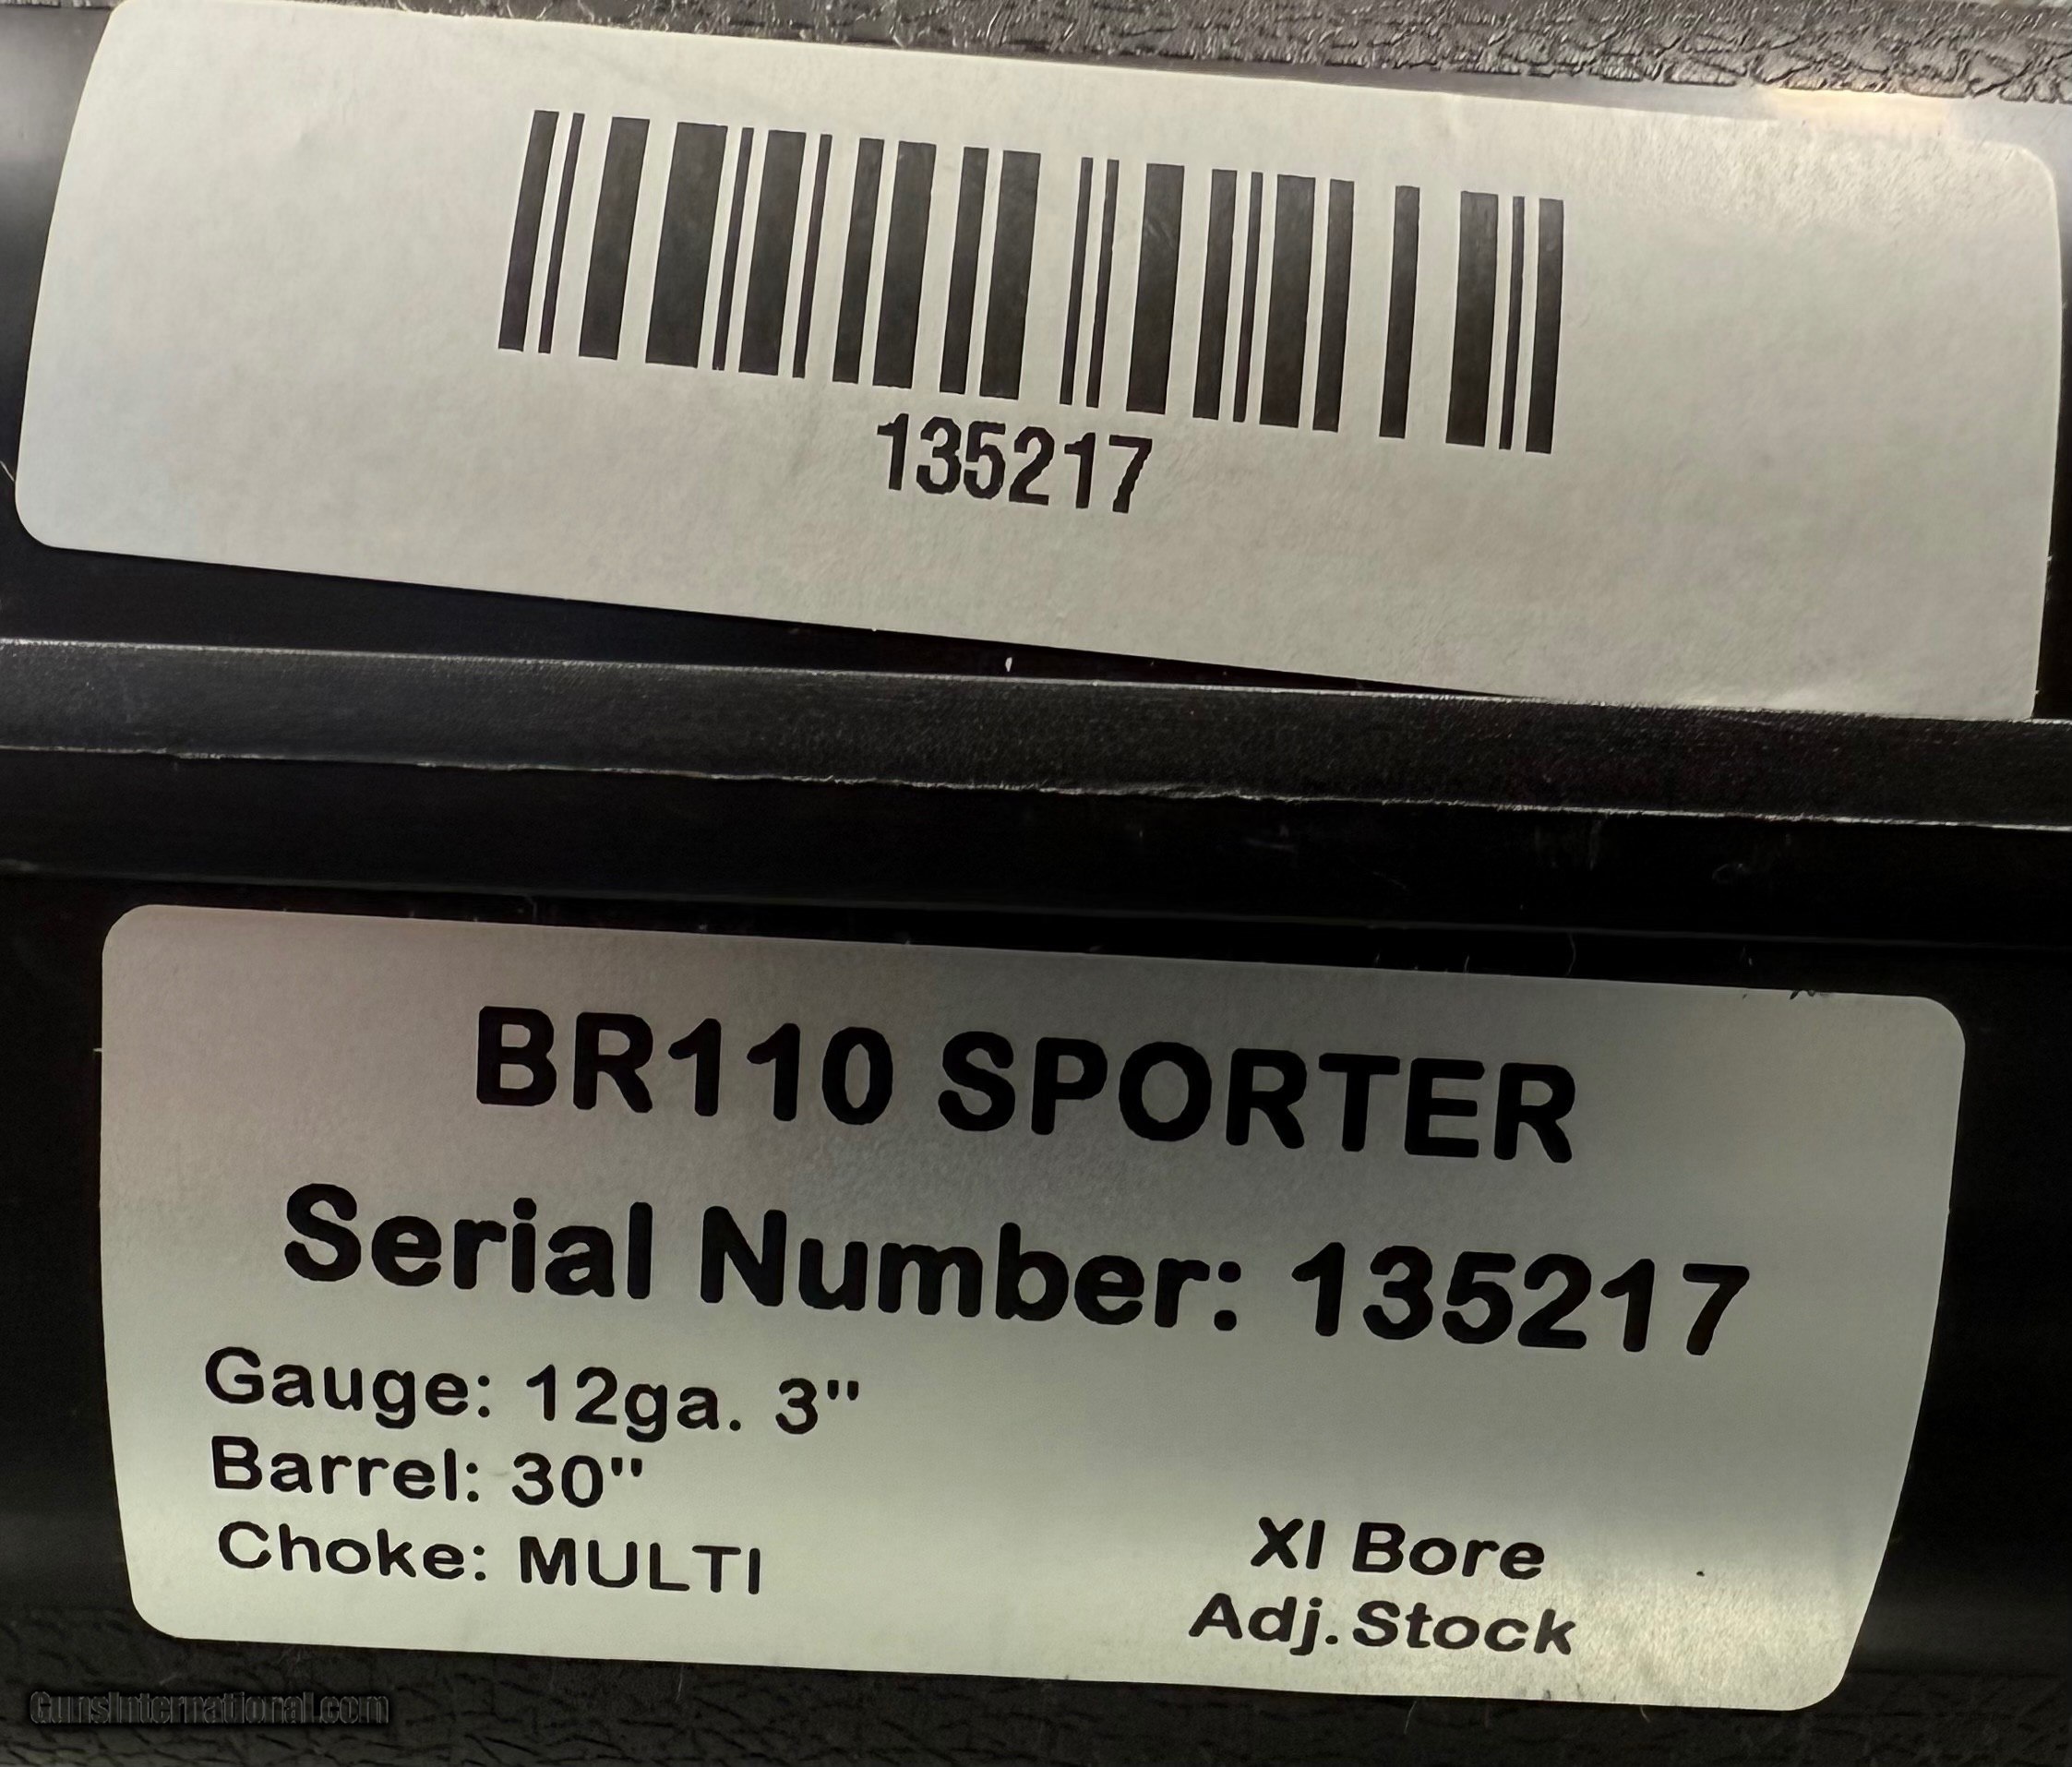 135217
BR110 SPORTER
Serial Number: 135217
Gauge: 12ga. 3"
Barrel: 30"
Choke: MULTI
XI Bore
Adj.Stock
GunsInternational.com